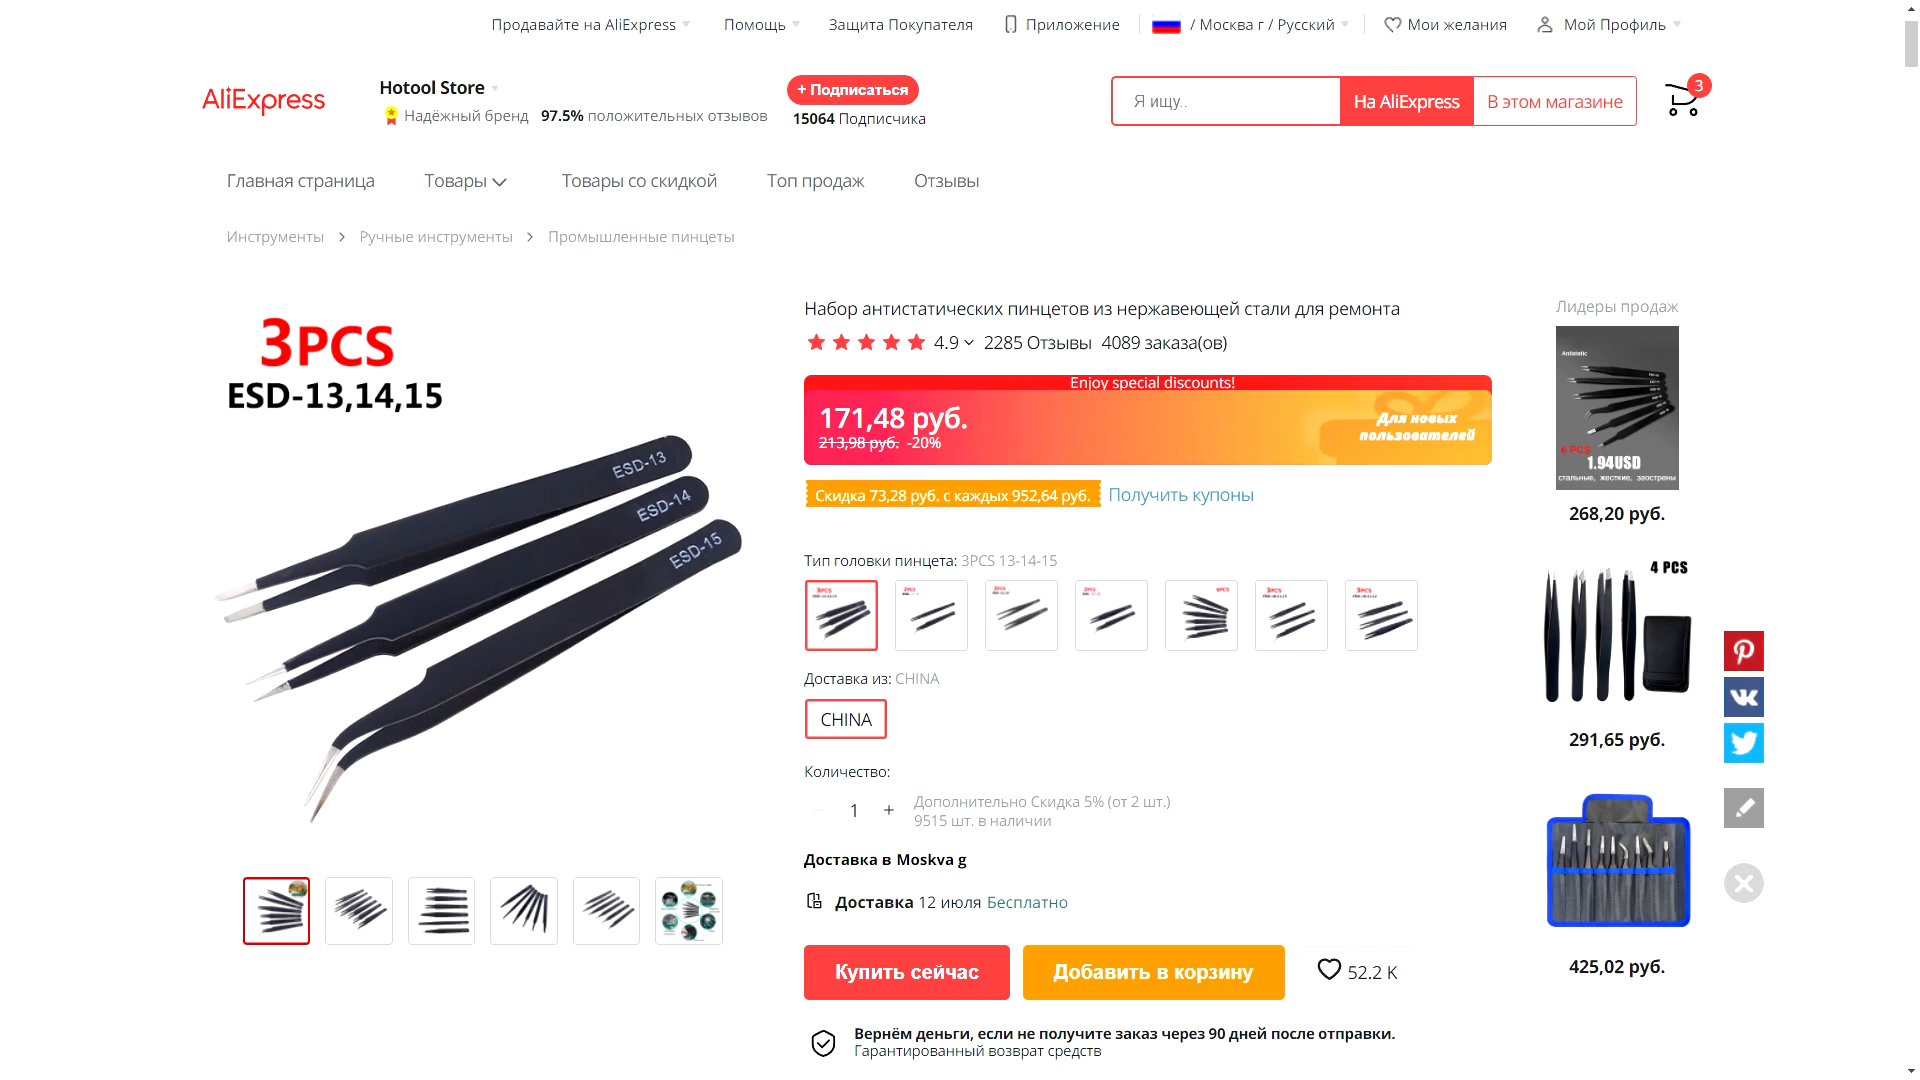 Продавайте на AliExpress
Помощь
Защита Покупателя
Приложение
/ Москва г / Русский
Мои желания
Мой Профиль
AliExpress
Hotool Store
Надёжный бренд 97.5% положительных отзывов
+ Подписаться
15064 Подписчика
Я ищу..
На AliExpress
В этом магазине
3
Главная страница
Товары
Товары со скидкой
Топ продаж
Отзывы
Инструменты
Ручные инструменты
Промышленные пинцеты
3PCS
ESD-13,14,15
ESD-13
ESD-14
ESD-15
Набор антистатических пинцетов из нержавеющей стали для ремонта
4.9 2285 Отзывы 4089 заказа(ов)
Enjoy special discounts!
171,48 руб.
213,98 руб. -20%
Для новых
пользователей
Скидка 73,28 руб. с каждых 952,64 руб.
Получить купоны
Тип головки пинцета: 3PCS 13-14-15
Доставка из: CHINA
CHINA
Количество:
1 +
Дополнительно Скидка 5% (от 2 шт.)
9515 шт. в наличии
Доставка в Moskva g
Доставка 12 июля Бесплатно
Купить сейчас
Добавить в корзину
52.2 K
Вернём деньги, если не получите заказ через 90 дней после отправки.
Гарантированный возврат средств
Лидеры продаж
Antistatic
6 PCS
1.94USD
стальные, жесткие, заострены
268,20 руб.
4 PCS
291,65 руб.
425,02 руб.